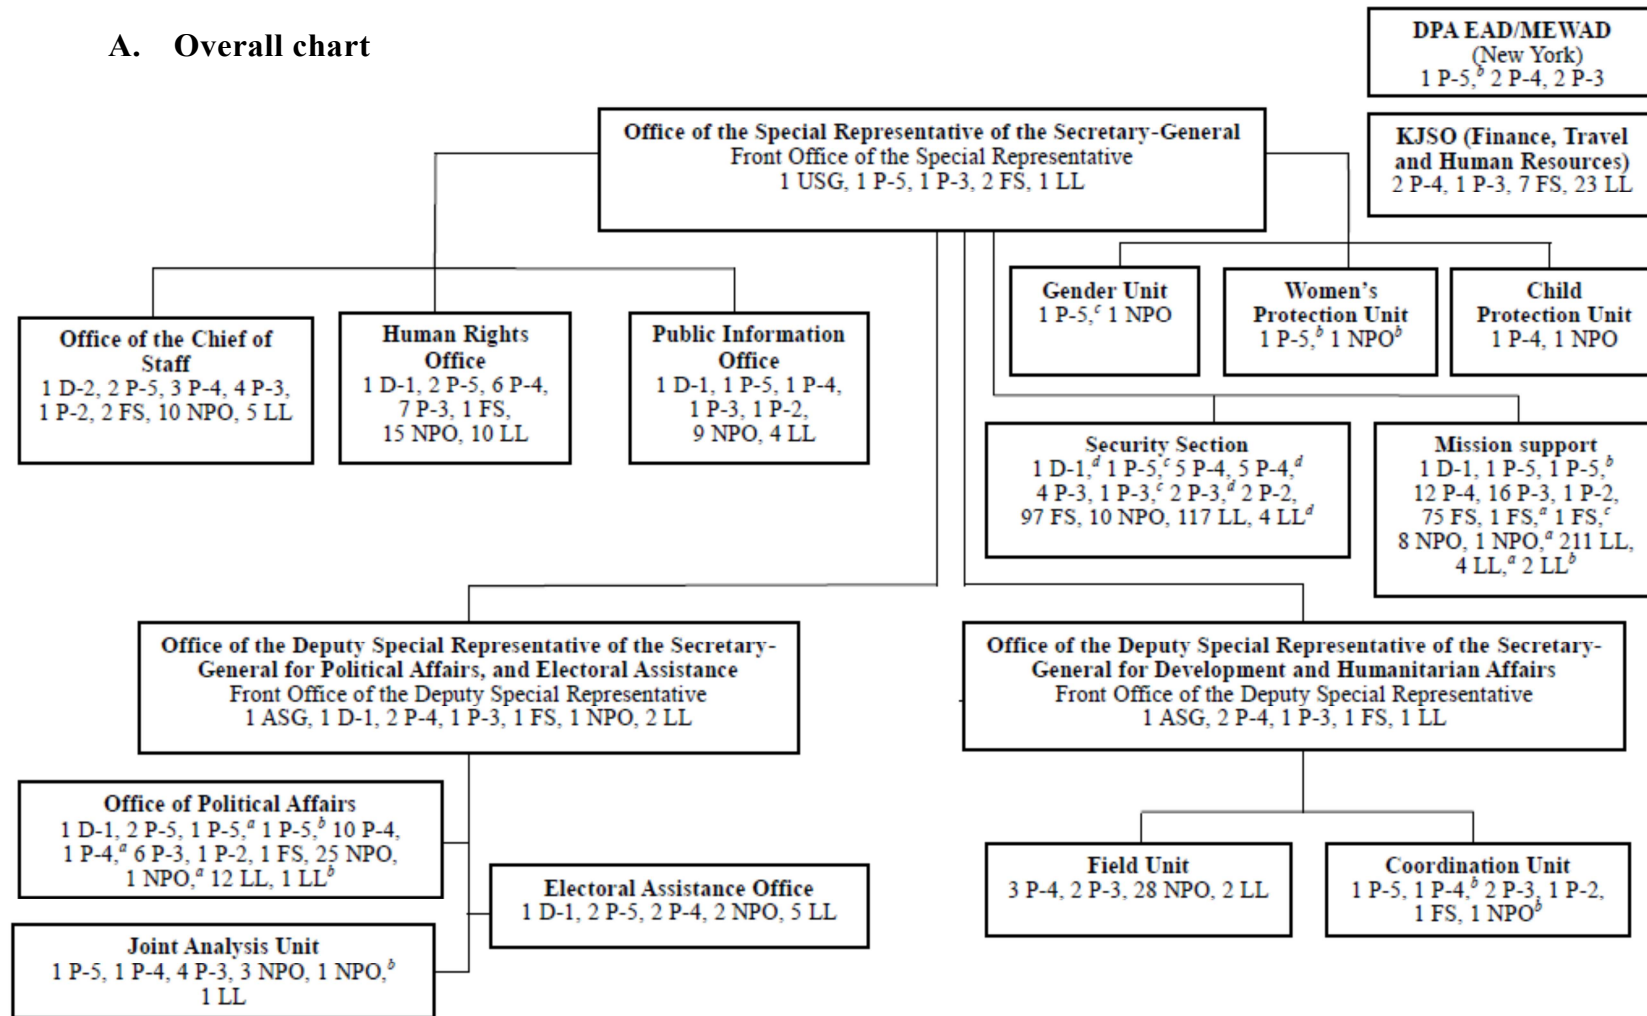 A. Overall chart
DPA EAD/MEWAD
(New York)
1 P-5,b 2 P-4, 2 P-3
KJSO (Finance, Travel
and Human Resources)
2 P-4, 1 P-3, 7 FS, 23 LL
Office of the Special Representative of the Secretary-General
Front Office of the Special Representative
1 USG, 1 P-5, 1 P-3, 2 FS, 1 LL
Office of the Chief of
Staff
1 D-2, 2 P-5, 3 P-4, 4 P-3,
1 P-2, 2 FS, 10 NPO, 5 LL
Human Rights
Office
1 D-1, 2 P-5, 6 P-4,
7 P-3, 1 FS,
15 NPO, 10 LL
Public Information
Office
1 D-1, 1 P-5, 1 P-4,
1 P-3, 1 P-2,
9 NPO, 4 LL
Gender Unit
1 P-5,c 1 NPO
Women's
Protection Unit
1 P-5,b 1 NPOb
Child
Protection Unit
1 P-4, 1 NPO
Security Section
1 D-1,d 1 P-5,c 5 P-4, 5 P-4,d
4 P-3, 1 P-3,c 2 P-3,d 2 P-2,
97 FS, 10 NPO, 117 LL, 4 LLd
Mission support
1 D-1, 1 P-5, 1 P-5,b
12 P-4, 16 P-3, 1 P-2,
75 FS, 1 FS,a 1 FS,c
8 NPO, 1 NPO,a 211 LL,
4 LL,a 2 LLb
Office of the Deputy Special Representative of the Secretary-
General for Political Affairs, and Electoral Assistance
Front Office of the Deputy Special Representative
1 ASG, 1 D-1, 2 P-4, 1 P-3, 1 FS, 1 NPO, 2 LL
Office of the Deputy Special Representative of the Secretary-
General for Development and Humanitarian Affairs
Front Office of the Deputy Special Representative
1 ASG, 2 P-4, 1 P-3, 1 FS, 1 LL
Office of Political Affairs
1 D-1, 2 P-5, 1 P-5,a 1 P-5,b 10 P-4,
1 P-4,a 6 P-3, 1 P-2, 1 FS, 25 NPO,
1 NPO,a 12 LL, 1 LLb
Electoral Assistance Office
1 D-1, 2 P-5, 2 P-4, 2 NPO, 5 LL
Joint Analysis Unit
1 P-5, 1 P-4, 4 P-3, 3 NPO, 1 NPO,b
1 LL
Field Unit
3 P-4, 2 P-3, 28 NPO, 2 LL
Coordination Unit
1 P-5, 1 P-4,b 2 P-3, 1 P-2,
1 FS, 1 NPOb